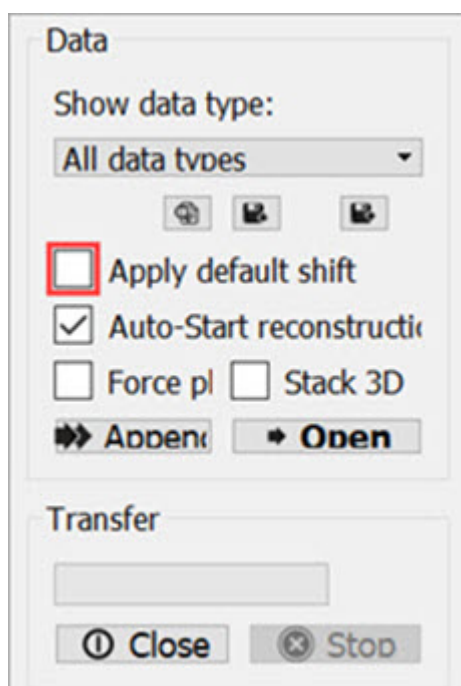 Data
Show data type:
All data types
Apply default shift
Auto-Start reconstructi
Force pl Stack 3D
Append Open
Transfer
Close Stop